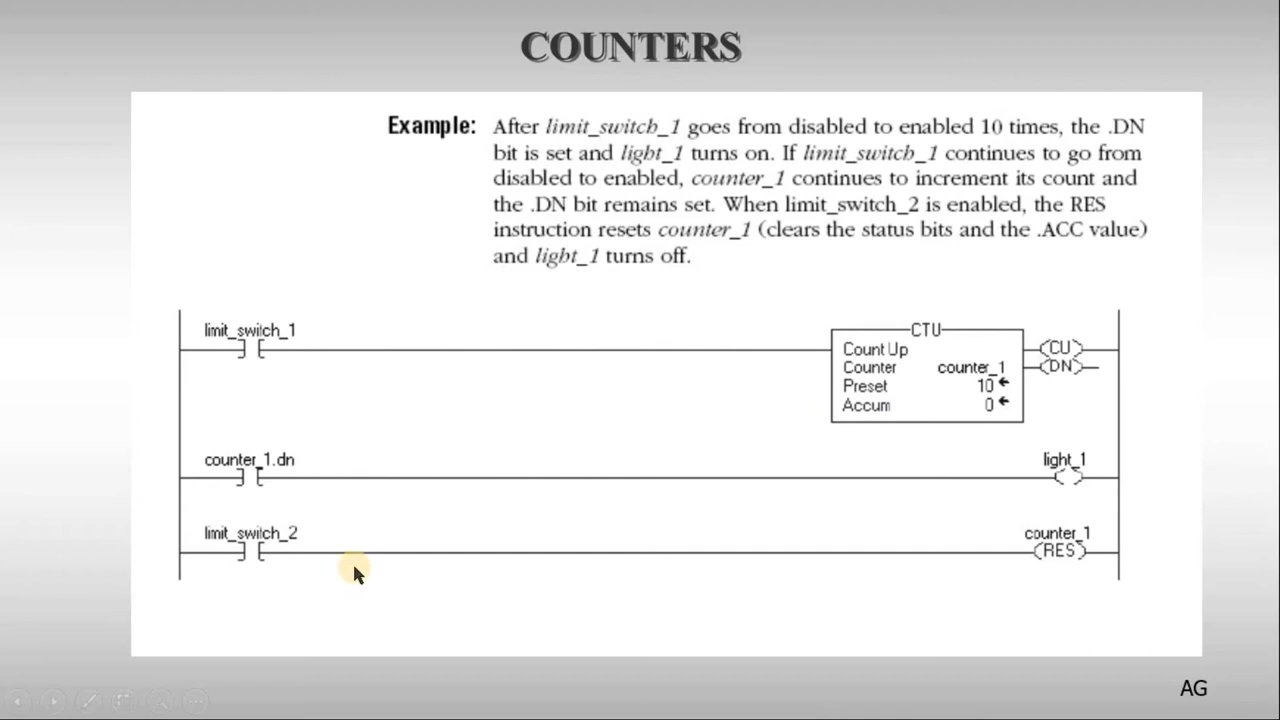 COUNTERS
Example: After limit_switch_1 goes from disabled to enabled 10 times, the .DN
bit is set and light_1 turns on. If limit_switch_1 continues to go from
disabled to enabled, counter_1 continues to increment its count and
the .DN bit remains set. When limit_switch_2 is enabled, the RES
instruction resets counter_1 (clears the status bits and the .ACC value)
and light_1 turns off.
limit_switch_1
CTU
Count Up
Counter counter_1
Preset 10
Accum 0
CU
DN
counter_1.dn
light_1
limit_switch_2
counter_1
RES
AG